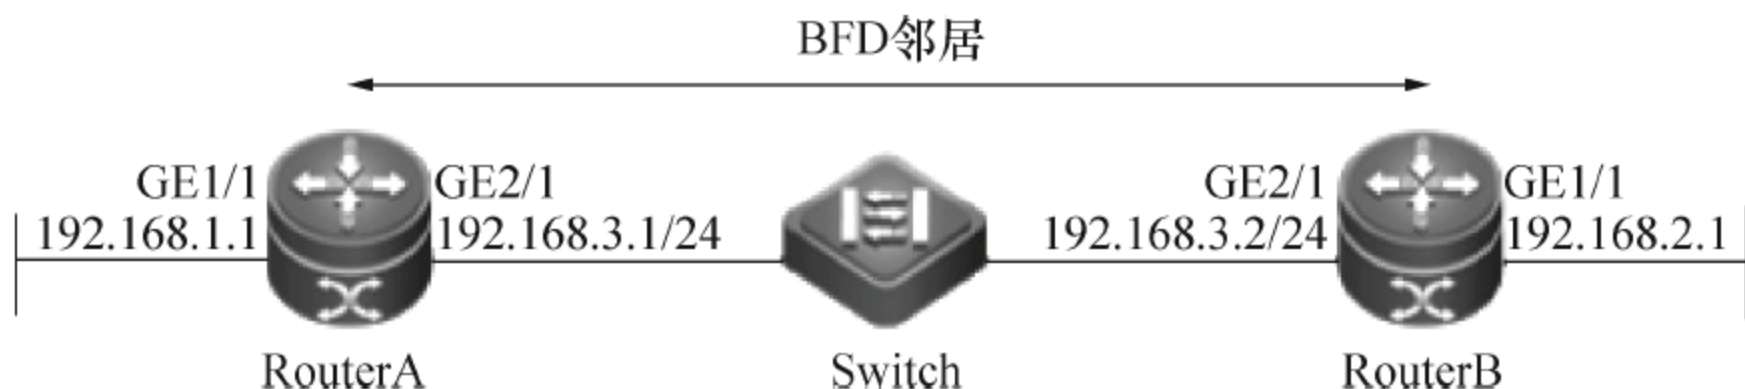 BFD邻居
GE1/1 GE2/1 GE2/1 GE1/1
192.168.1.1 192.168.3.1/24 192.168.3.2/24 192.168.2.1
RouterA Switch RouterB